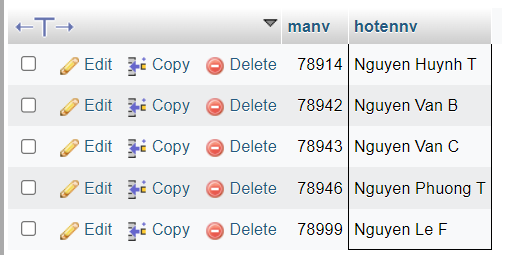 manv hotennv
Edit Copy Delete 78914 Nguyen Huynh T
Edit Copy Delete 78942 Nguyen Van B
Edit Copy Delete 78943 Nguyen Van C
Edit Copy Delete 78946 Nguyen Phuong T
Edit Copy Delete 78999 Nguyen Le F